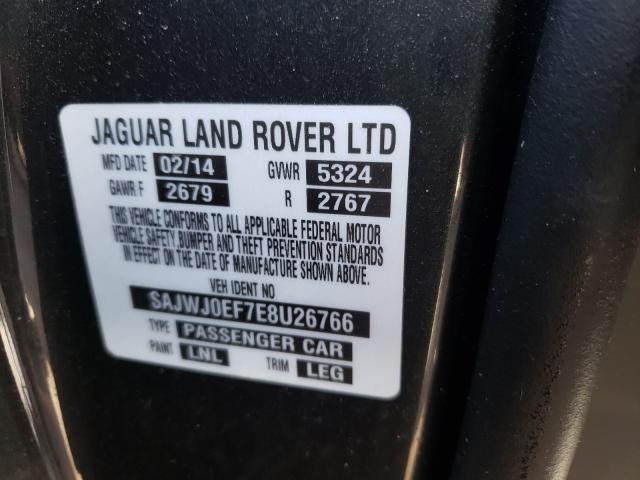 JAGUAR LAND ROVER LTD
MFD DATE 02/14 GVWR 5324
GAWR F 2679 R 2767
THIS VEHICLE CONFORMS TO ALL APPLICABLE FEDERAL MOTOR
VEHICLE SAFETY,BUMPER AND THEFT PREVENTION STANDARDS
IN EFFECT ON THE DATE OF MANUFACTURE SHOWN ABOVE.
VEH IDENT NO
SAJWJ0EF7E8U26766
TYPE PASSENGER CAR
PAINT LNL TRIM LEG